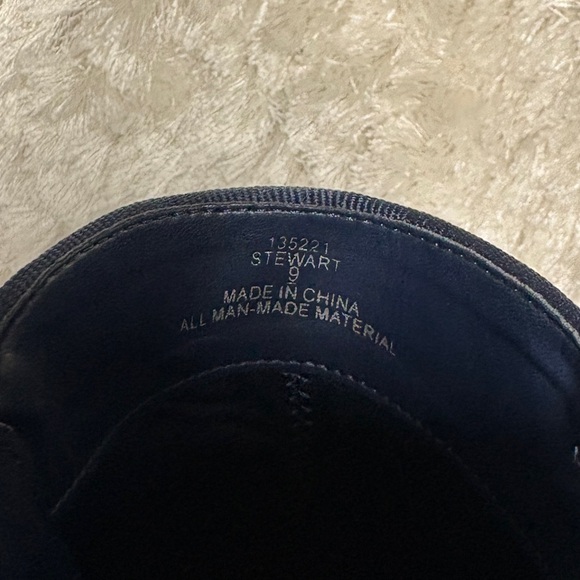 135221
STEWART
9
MADE IN CHINA
ALL MAN-MADE MATERIAL